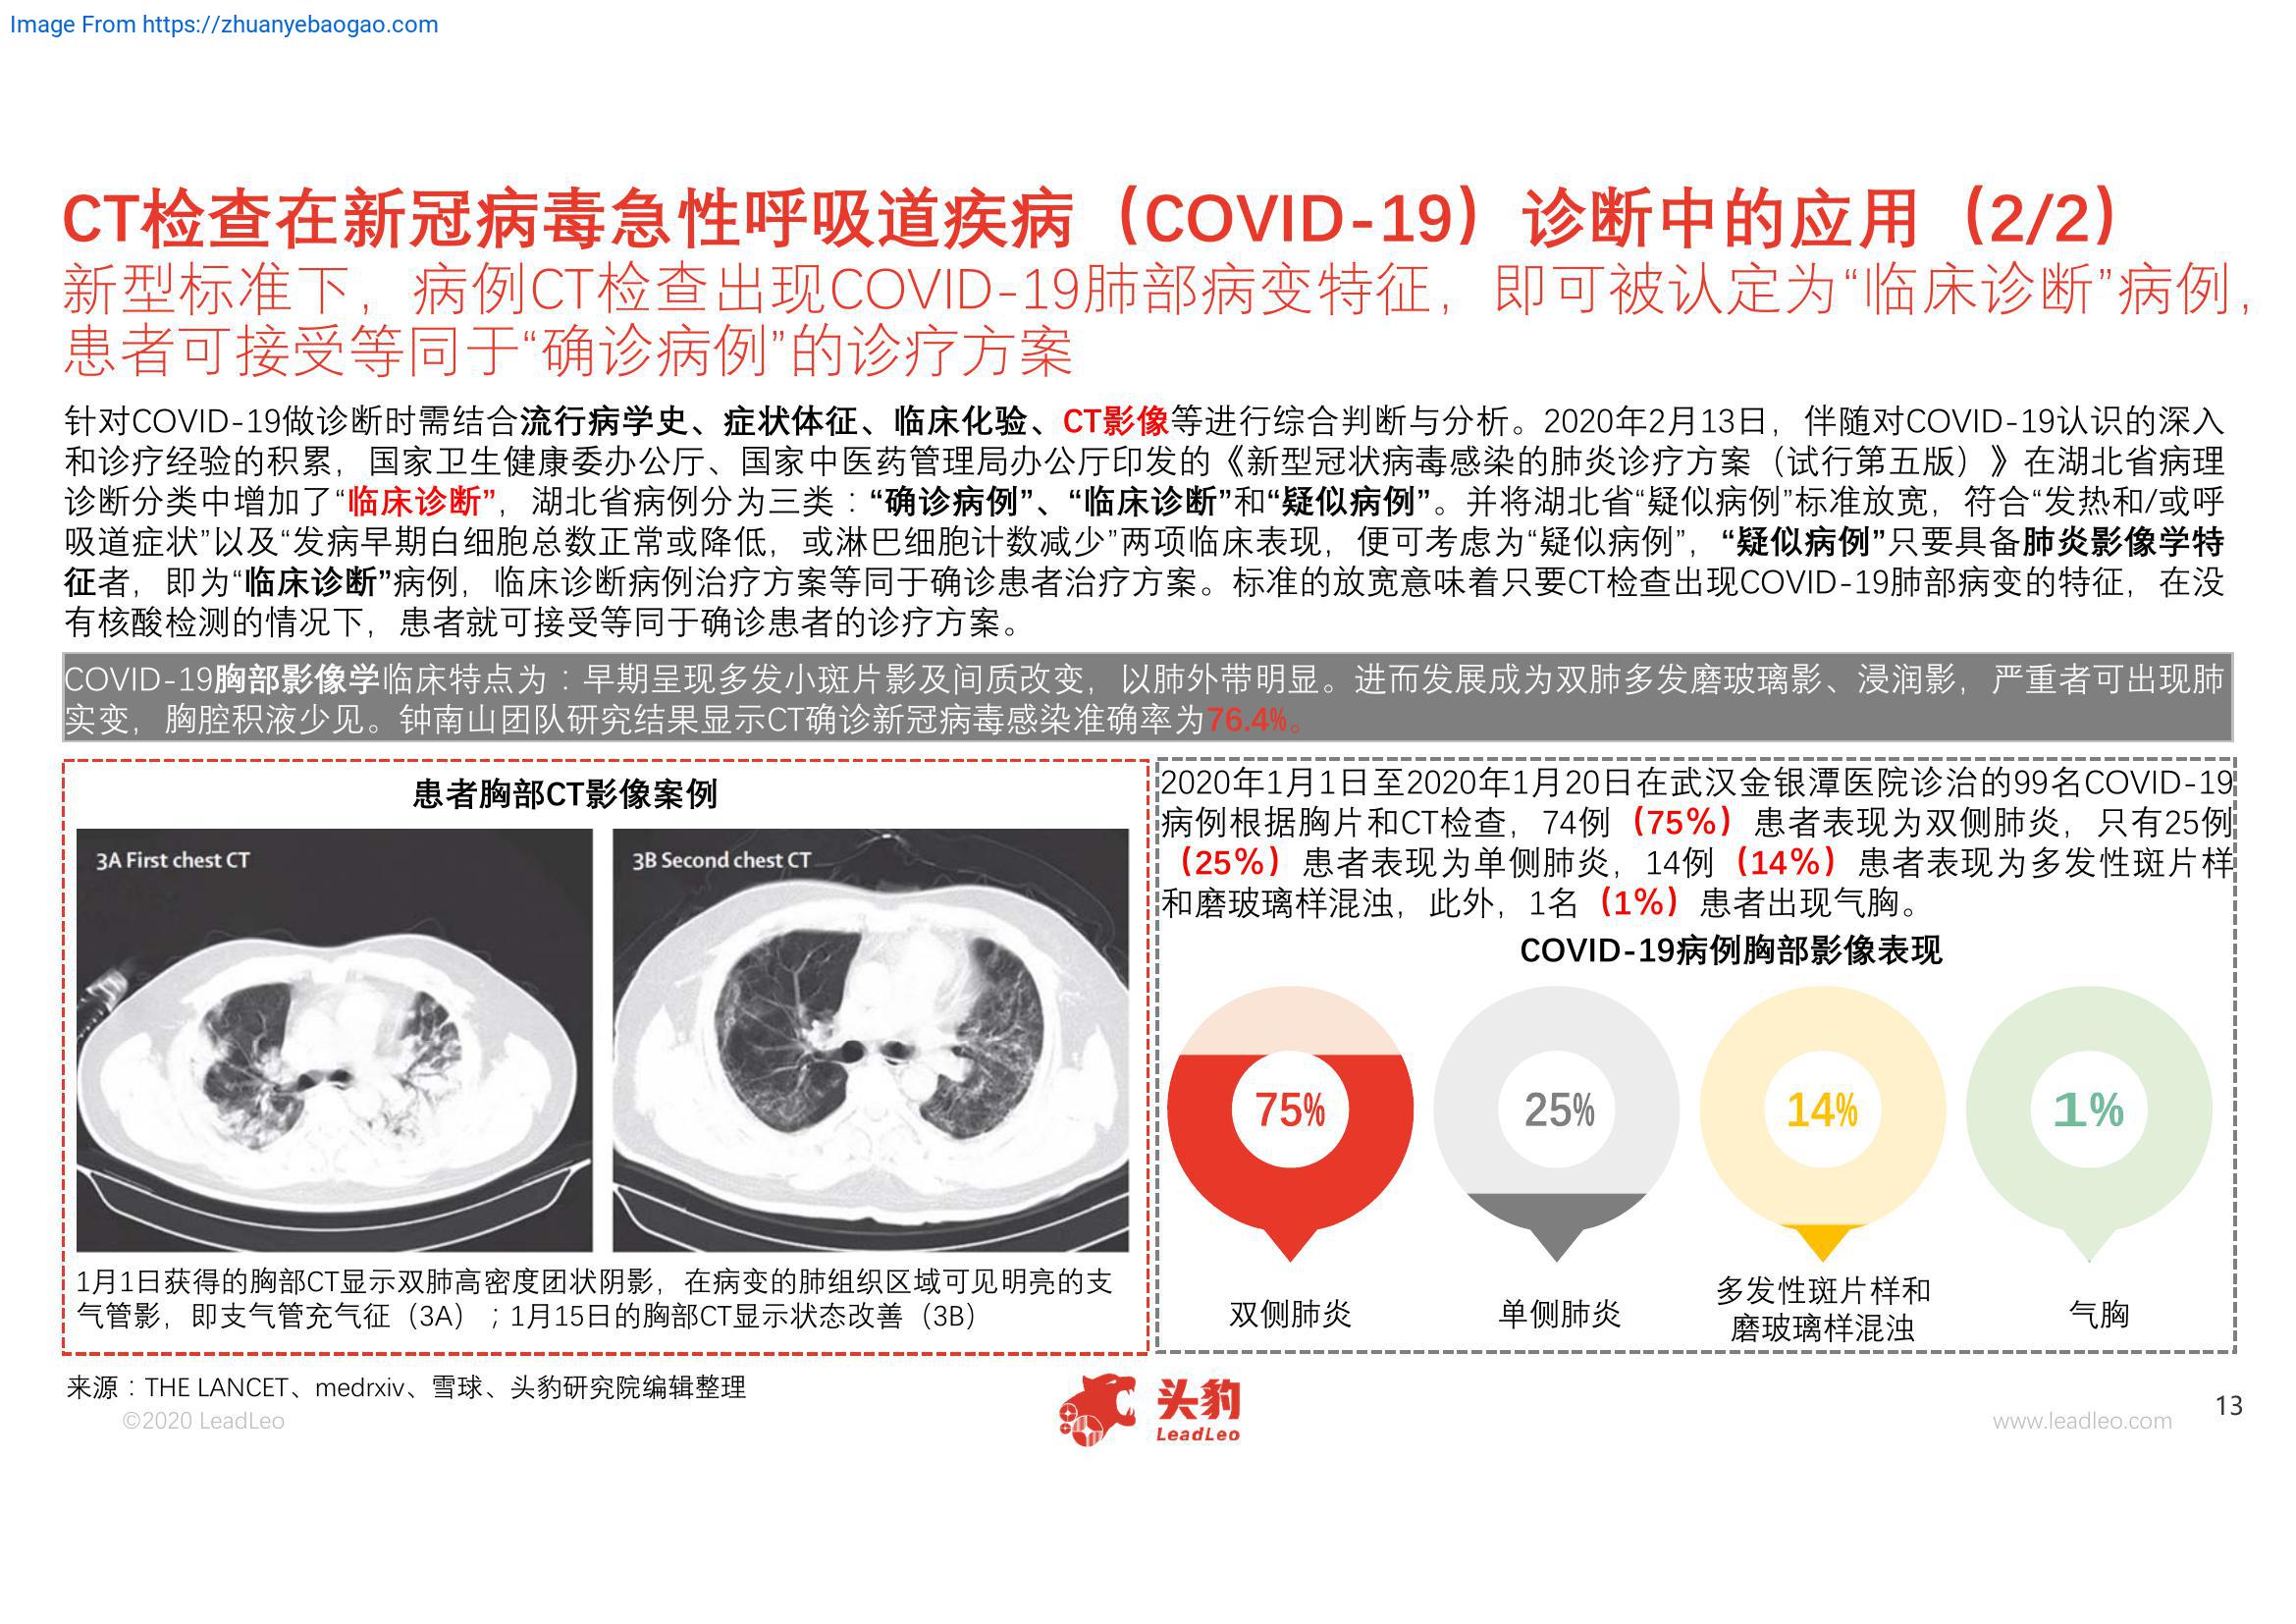 Image From https://zhuanyebaogao.com
CT检查在新冠病毒急性呼吸道疾病（COVID-19）诊断中的应用（2/2）
新型标准下，病例CT检查出现COVID-19肺部病变特征，即可被认定为“临床诊断”病例，
患者可接受等同于“确诊病例”的诊疗方案
针对COVID-19做诊断时需结合流行病学史、症状体征、临床化验、CT影像等进行综合判断与分析。2020年2月13日，伴随对COVID-19认识的深入
和诊疗经验的积累，国家卫生健康委办公厅、国家中医药管理局办公厅印发的《新型冠状病毒感染的肺炎诊疗方案（试行第五版）》在湖北省病理
诊断分类中增加了“临床诊断”，湖北省病例分为三类：“确诊病例”、“临床诊断”和“疑似病例”。并将湖北省“疑似病例”标准放宽，符合“发热和/或呼
吸道症状”以及“发病早期白细胞总数正常或降低，或淋巴细胞计数减少”两项临床表现，便可考虑为“疑似病例”，“疑似病例”只要具备肺炎影像学特
征者，即为“临床诊断”病例，临床诊断病例治疗方案等同于确诊患者治疗方案。标准的放宽意味着只要CT检查出现COVID-19肺部病变的特征，在没
有核酸检测的情况下，患者就可接受等同于确诊患者的诊疗方案。
COVID-19胸部影像学临床特点为：早期呈现多发小斑片影及间质改变，以肺外带明显。进而发展成为双肺多发磨玻璃影、浸润影，严重者可出现肺
实变，胸腔积液少见。钟南山团队研究结果显示CT确诊新冠病毒感染准确率为76.4%。
患者胸部CT影像案例
3A First chest CT
3B Second chest CT
1月1日获得的胸部CT显示双肺高密度团状阴影，在病变的肺组织区域可见明亮的支
气管影，即支气管充气征（3A）；1月15日的胸部CT显示状态改善（3B）
2020年1月1日至2020年1月20日在武汉金银潭医院诊治的99名COVID-19
病例根据胸片和CT检查，74例（75%）患者表现为双侧肺炎，只有25例
（25%）患者表现为单侧肺炎，14例（14%）患者表现为多发性斑片样
和磨玻璃样混浊，此外，1名（1%）患者出现气胸。
COVID-19病例胸部影像表现
75%
25%
14%
1%
双侧肺炎
单侧肺炎
多发性斑片样和
磨玻璃样混浊
气胸
来源：THE LANCET、medrxiv、雪球、头豹研究院编辑整理
©2020 LeadLeo
头豹
LeadLeo
www.leadleo.com
13